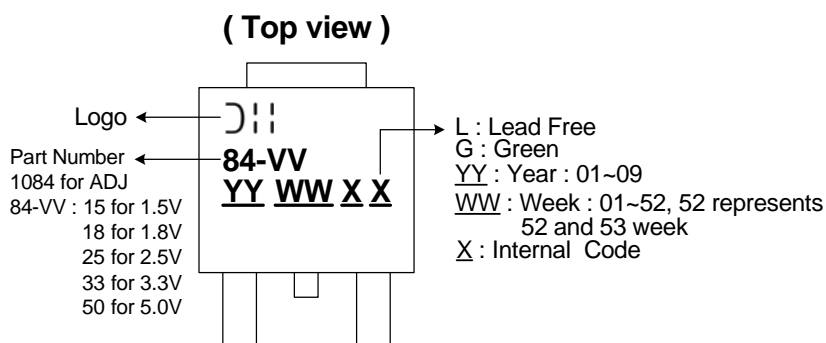 ( Top view )
Logo
Part Number
1084 for ADJ
84-VV : 15 for 1.5V
18 for 1.8V
25 for 2.5V
33 for 3.3V
50 for 5.0V
84-VV
YY WW X X
L : Lead Free
G : Green
YY : Year : 01~09
WW : Week : 01~52, 52 represents
52 and 53 week
X : Internal Code